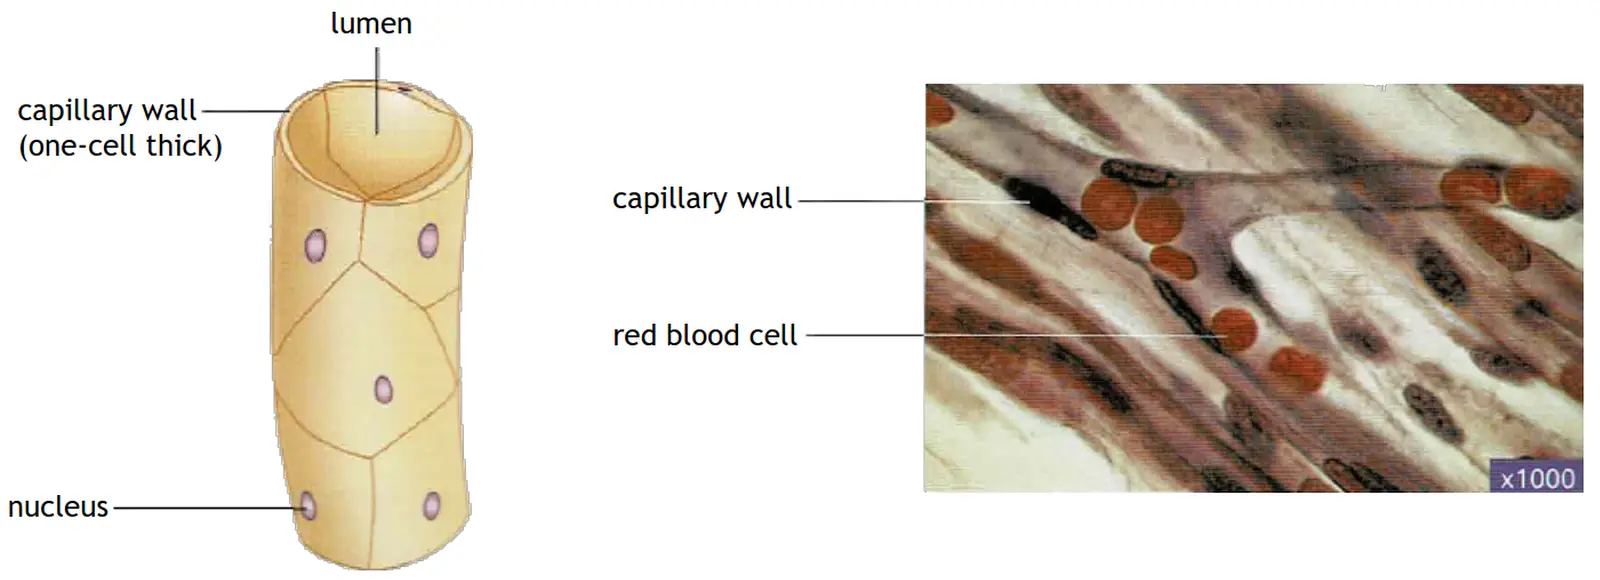 lumen
capillary wall
(one-cell thick)
nucleus
capillary wall
red blood cell
x1000